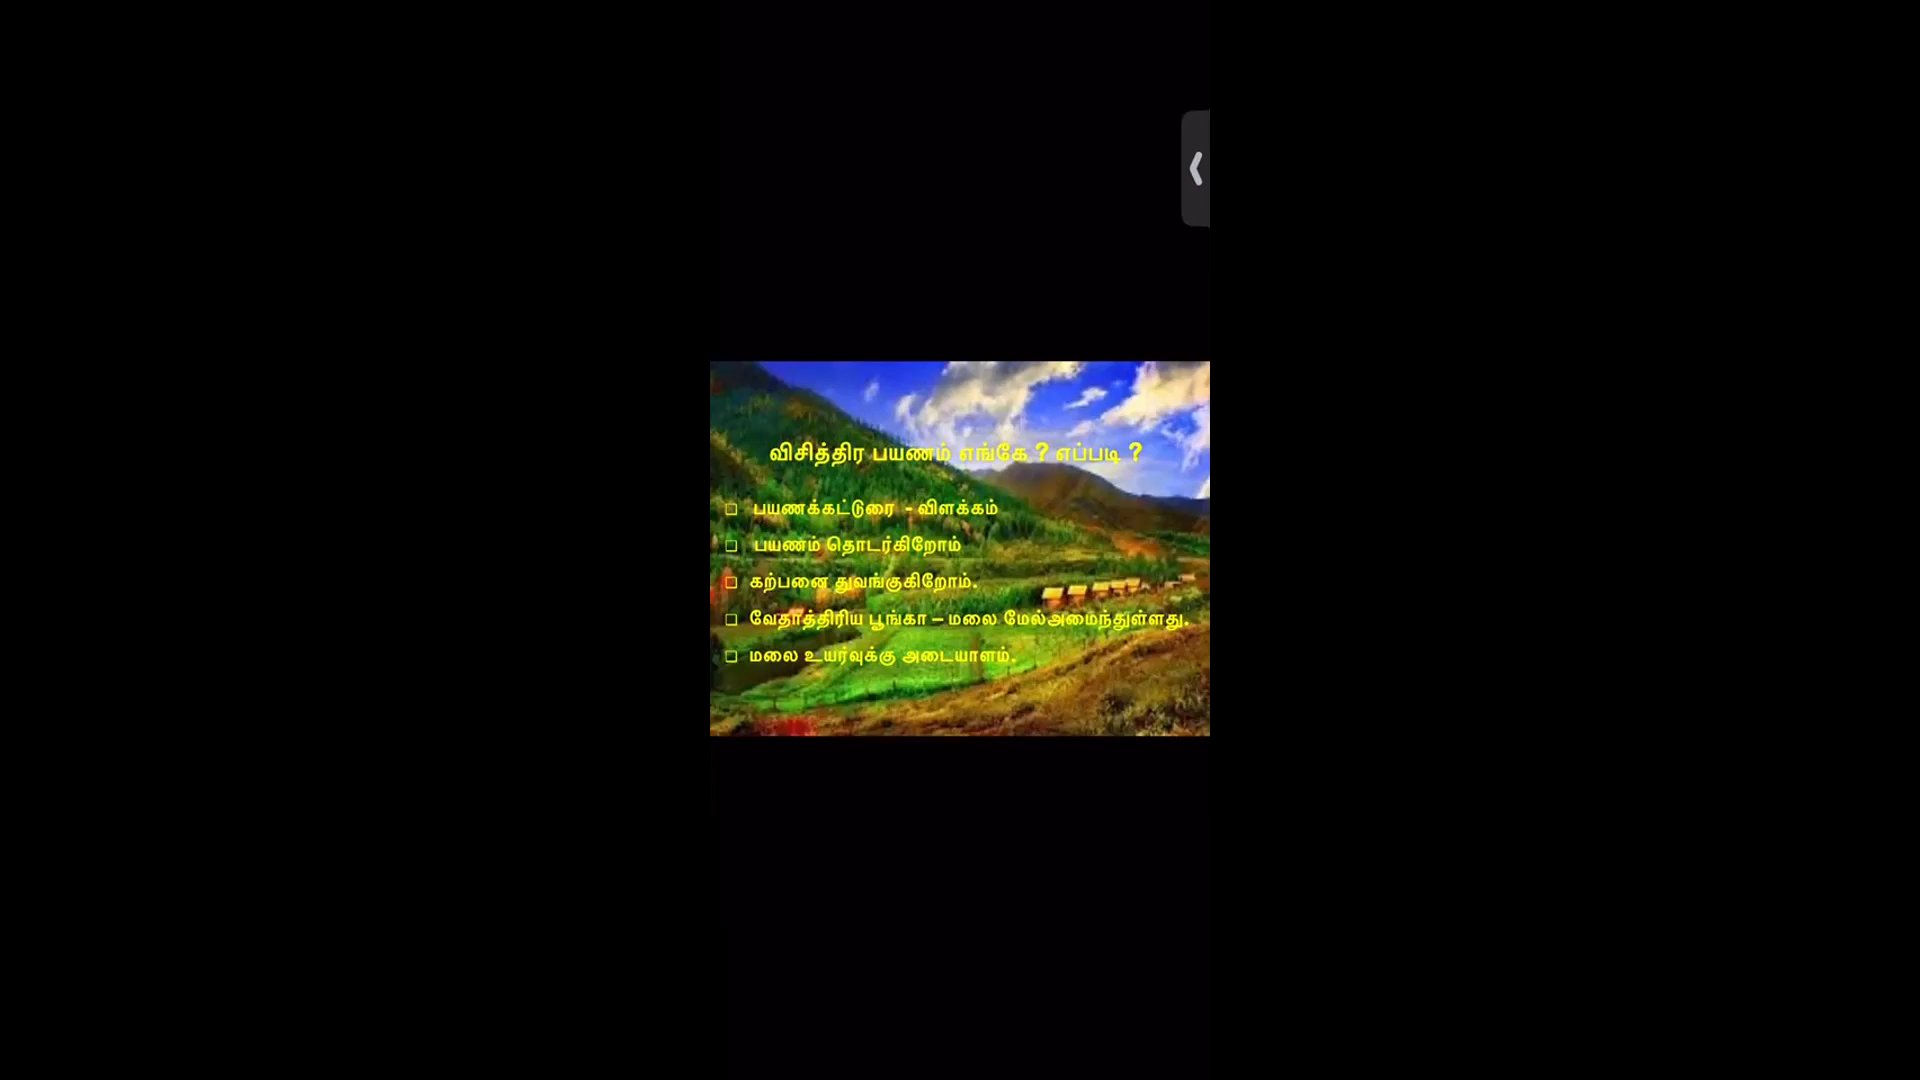 விசித்திர பயணம் எங்கே ? எப்படி ?
□ பயணக்கட்டுரை - விளக்கம்
□ பயணம் தொடர்கிறோம்
□ கற்பனை துவங்குகிறோம்.
□ வேதாத்திரிய பூங்கா – மலை மேல்அமைந்துள்ளது.
□ மலை உயர்வுக்கு அடையாளம்.